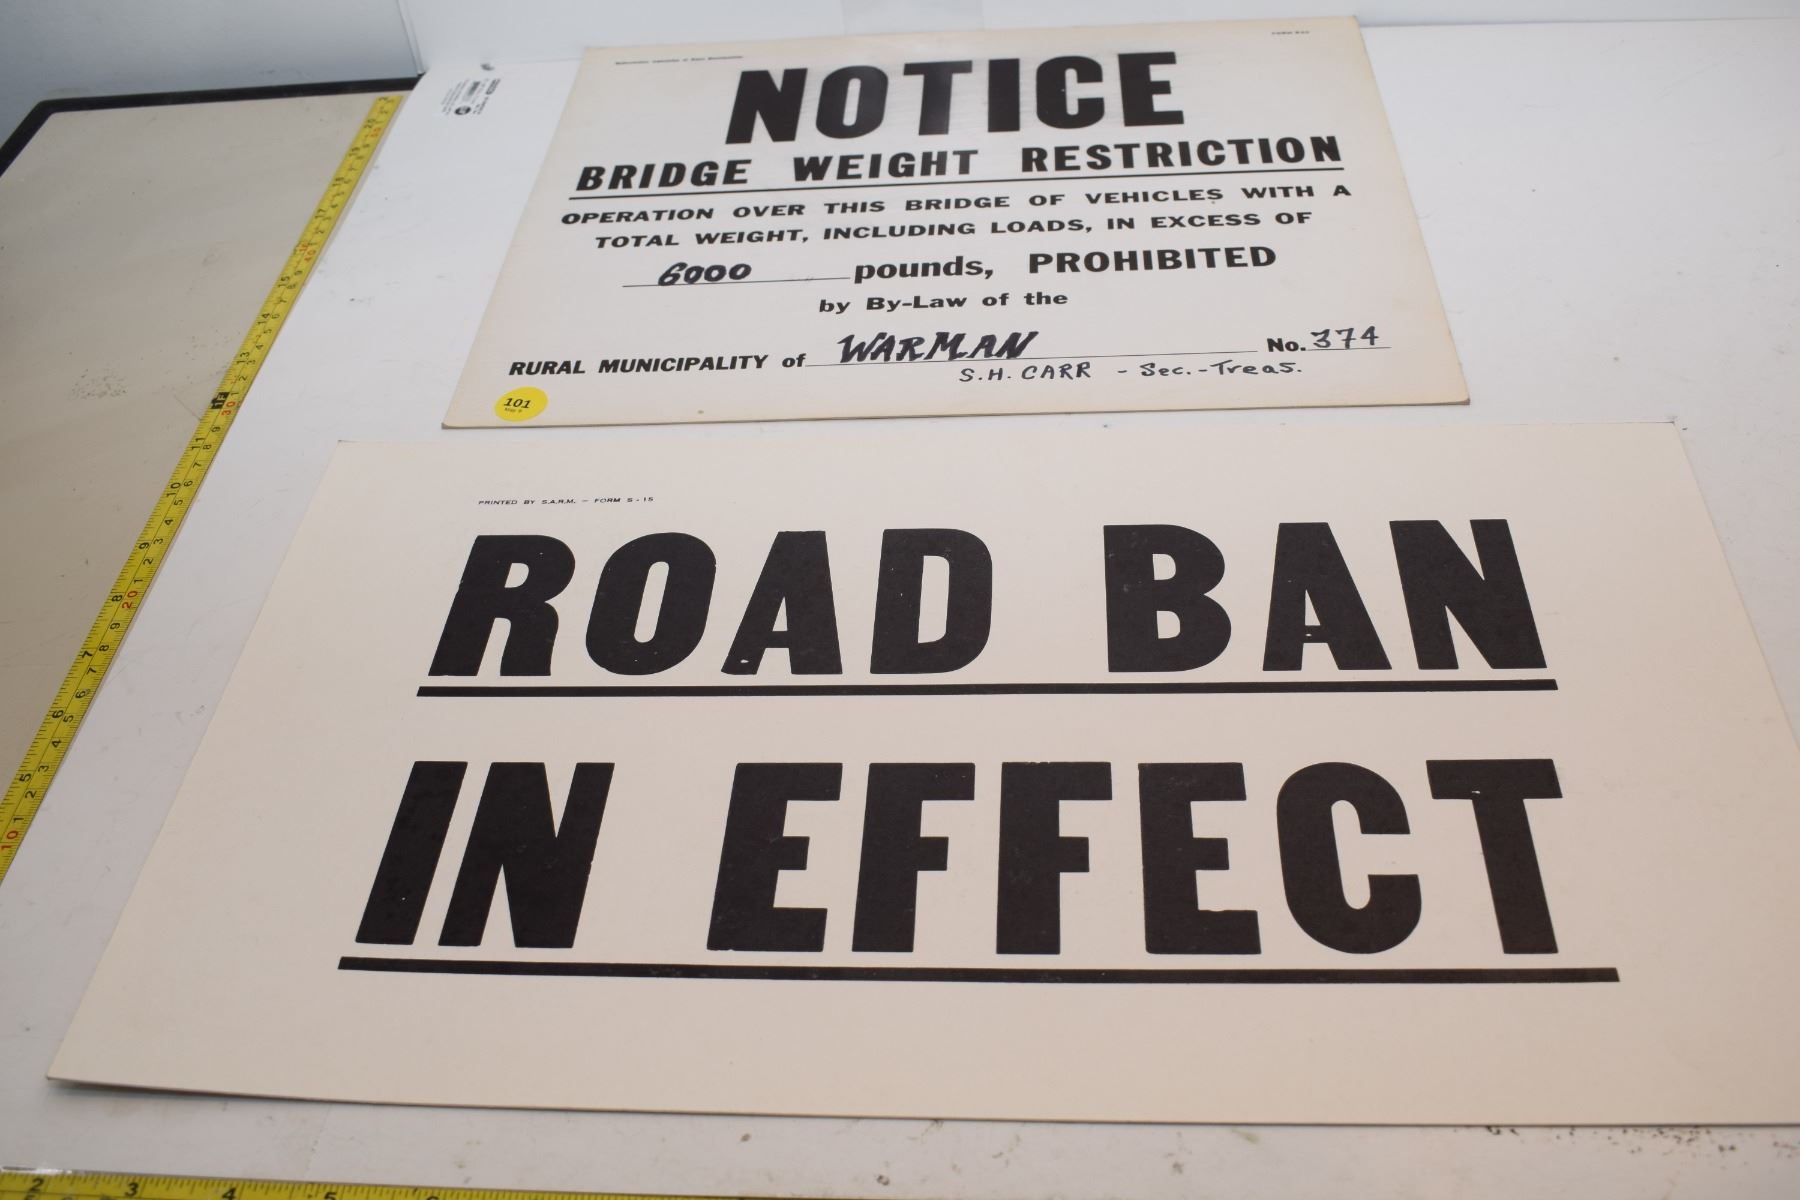 NOTICE
BRIDGE WEIGHT RESTRICTION
OPERATION OVER THIS BRIDGE OF VEHICLES WITH A
TOTAL WEIGHT, INCLUDING LOADS, IN EXCESS OF
6000 pounds, PROHIBITED
by By-Law of the
RURAL MUNICIPALITY of WARMAN No. 374
S.H. CARR - Sec.-Treas.
101
May 9
PRINTED BY S.A.R.M. - FORM S-15
ROAD BAN
IN EFFECT